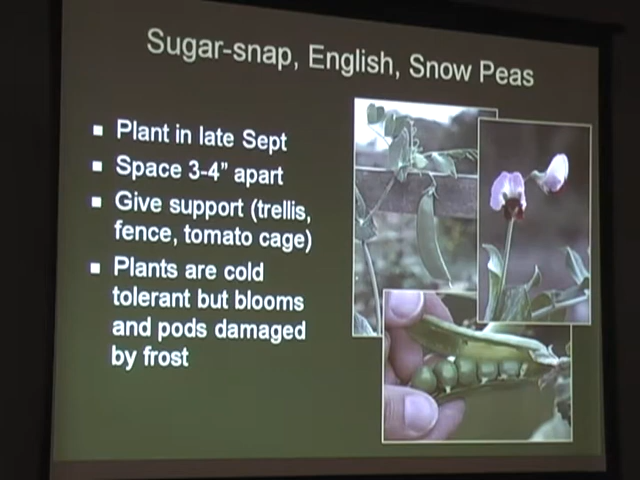 Sugar-snap, English, Snow Peas
▪ Plant in late Sept
▪ Space 3-4” apart
▪ Give support (trellis,
fence, tomato cage)
▪ Plants are cold
tolerant but blooms
and pods damaged
by frost